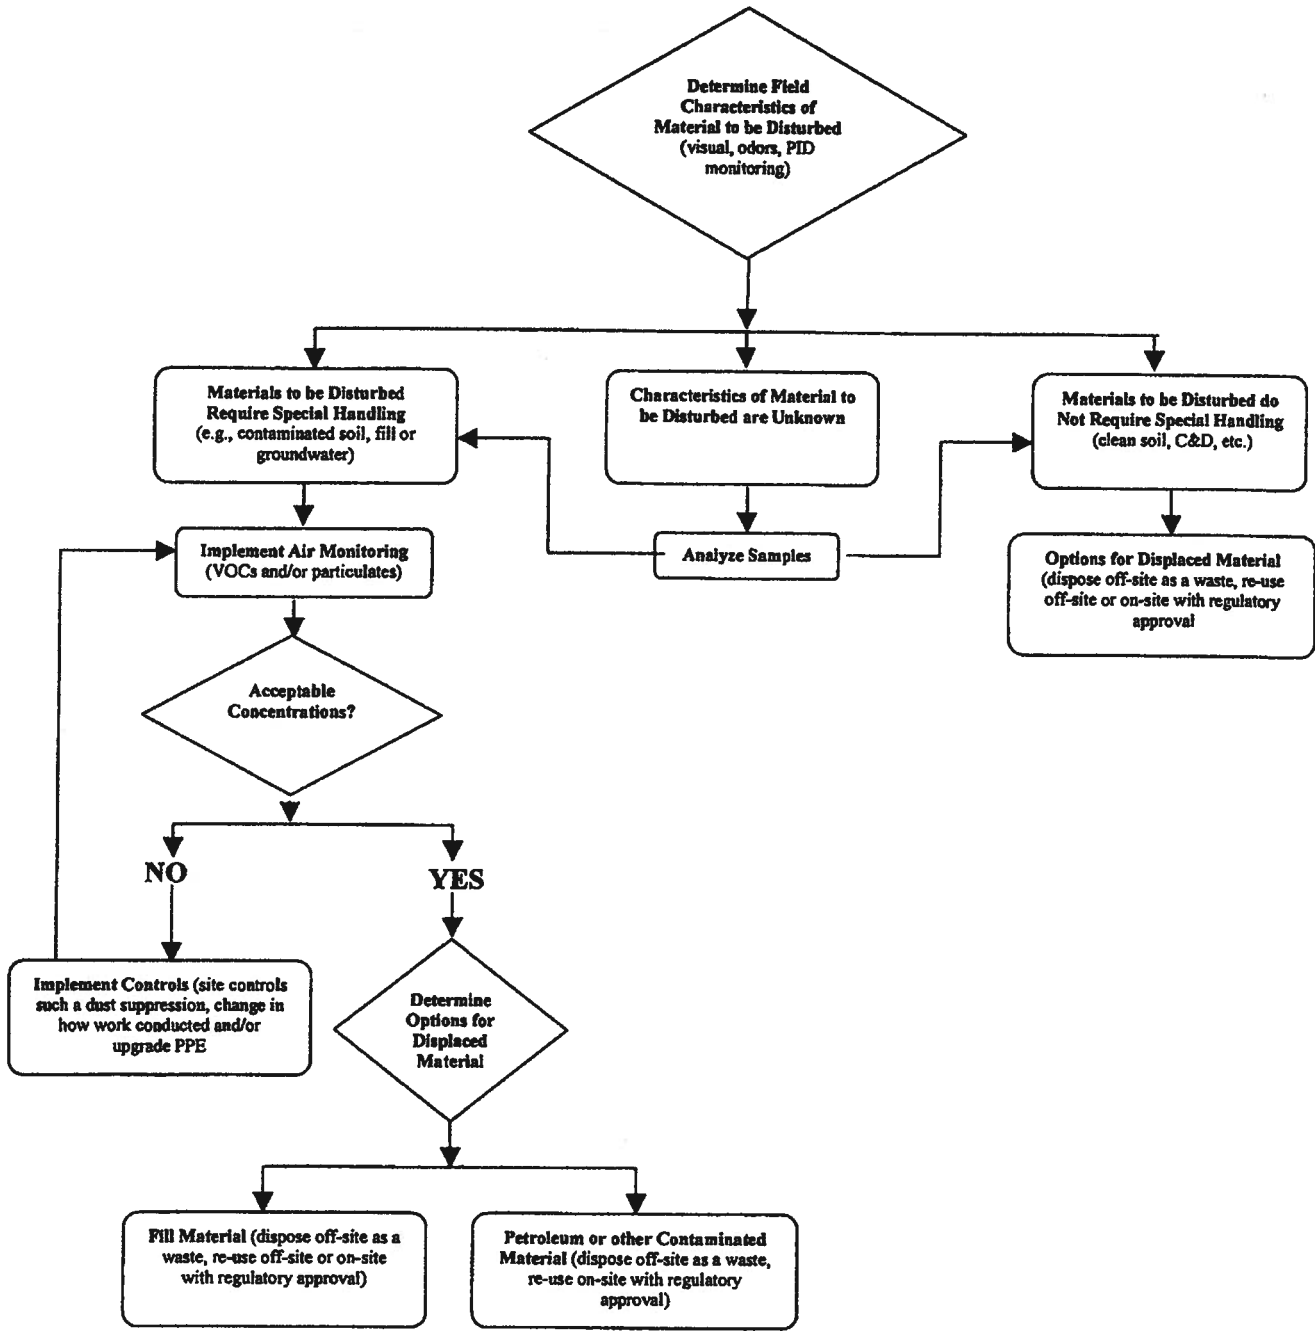 Determine Field
Characteristics of
Material to be Disturbed
(visual, odors, PID
monitoring)
Materials to be Disturbed
Require Special Handling
(e.g., contaminated soil, fill or
groundwater)
Characteristics of Material to
be Disturbed are Unknown
Materials to be Disturbed do
Not Require Special Handling
(clean soil, C&D, etc.)
Implement Air Monitoring
(VOCs and/or particulates)
Analyze Samples
Options for Displaced Material
(dispose off-site as a waste, re-use
off-site or on-site with regulatory
approval
Acceptable
Concentrations?
NO
YES
Implement Controls (site controls
such a dust suppression, change in
how work conducted and/or
upgrade PPE
Determine
Options for
Displaced
Material
Fill Material (dispose off-site as a
waste, re-use off-site or on-site
with regulatory approval)
Petroleum or other Contaminated
Material (dispose off-site as a waste,
re-use on-site with regulatory
approval)